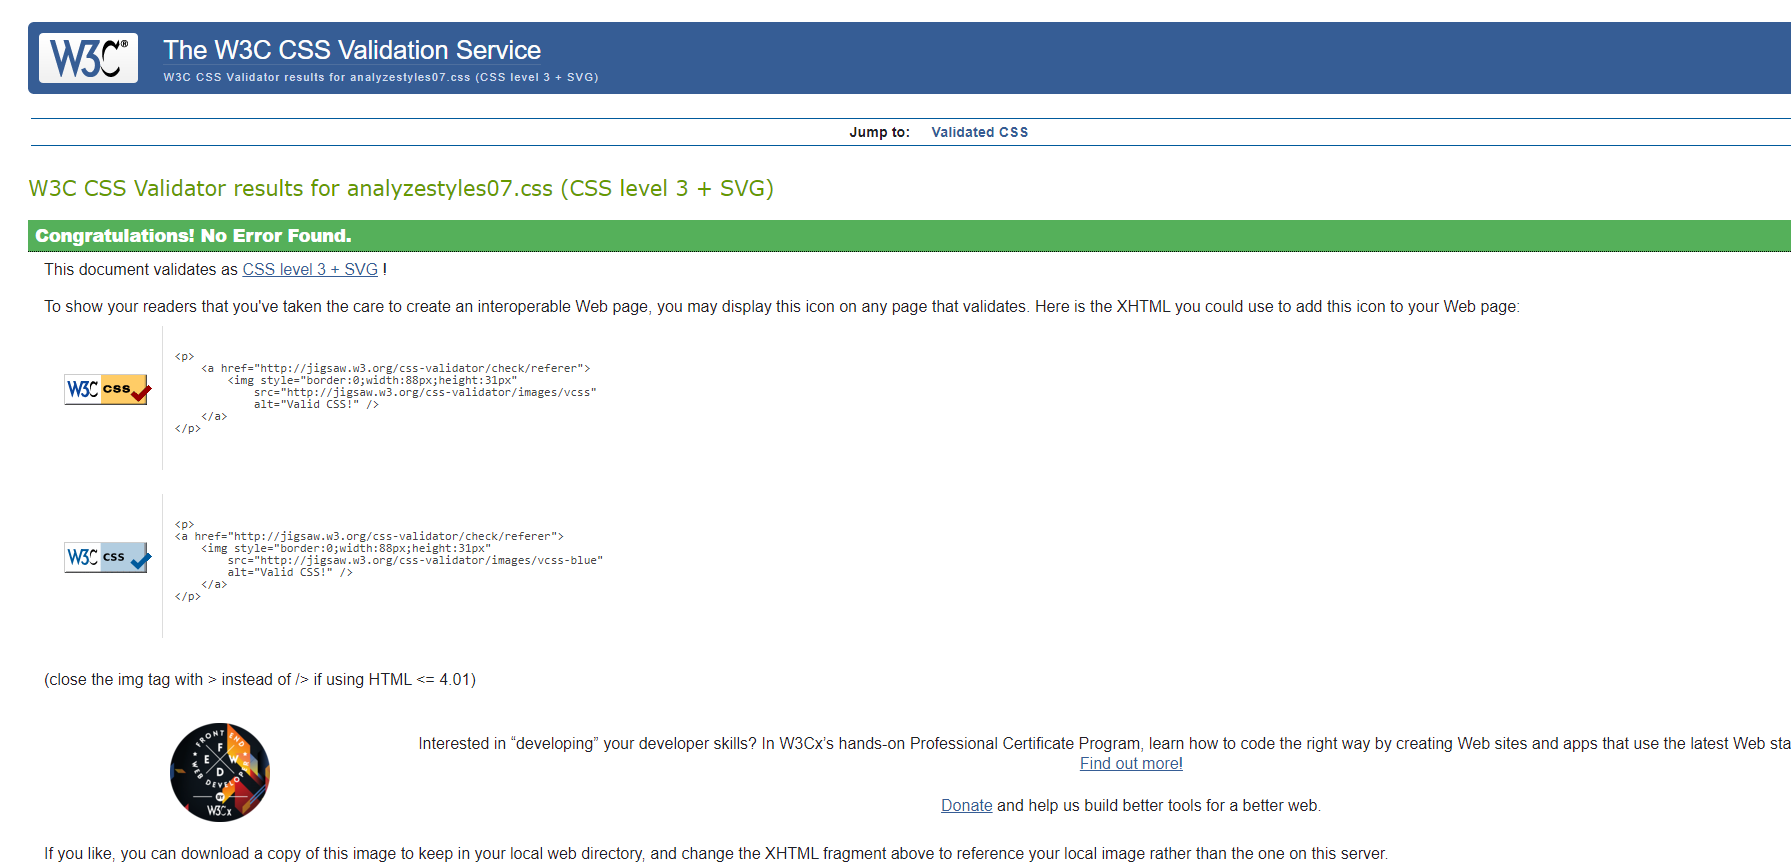 W3C®
The W3C CSS Validation Service
W3C CSS Validator results for analyzestyles07.css (CSS level 3 + SVG)
Jump to: Validated CSS
W3C CSS Validator results for analyzestyles07.css (CSS level 3 + SVG)
Congratulations! No Error Found.
This document validates as CSS level 3 + SVG !
To show your readers that you've taken the care to create an interoperable Web page, you may display this icon on any page that validates. Here is the XHTML you could use to add this icon to your Web page:
W3C css
<p>
<a href="http://jigsaw.w3.org/css-validator/check/referer">
<img style="border:0;width:88px;height:31px"
src="http://jigsaw.w3.org/css-validator/images/vcss"
alt="Valid CSS!" />
</a>
</p>
W3C css
<p>
<a href="http://jigsaw.w3.org/css-validator/check/referer">
<img style="border:0;width:88px;height:31px"
src="http://jigsaw.w3.org/css-validator/images/vcss-blue"
alt="Valid CSS!" />
</a>
</p>
(close the img tag with > instead of /> if using HTML <= 4.01)
FRONT END
F E W D
WEB DEVELOPER
BY
W3Cx
Interested in “developing” your developer skills? In W3Cx’s hands-on Professional Certificate Program, learn how to code the right way by creating Web sites and apps that use the latest Web sta
Find out more!
Donate and help us build better tools for a better web.
If you like, you can download a copy of this image to keep in your local web directory, and change the XHTML fragment above to reference your local image rather than the one on this server.